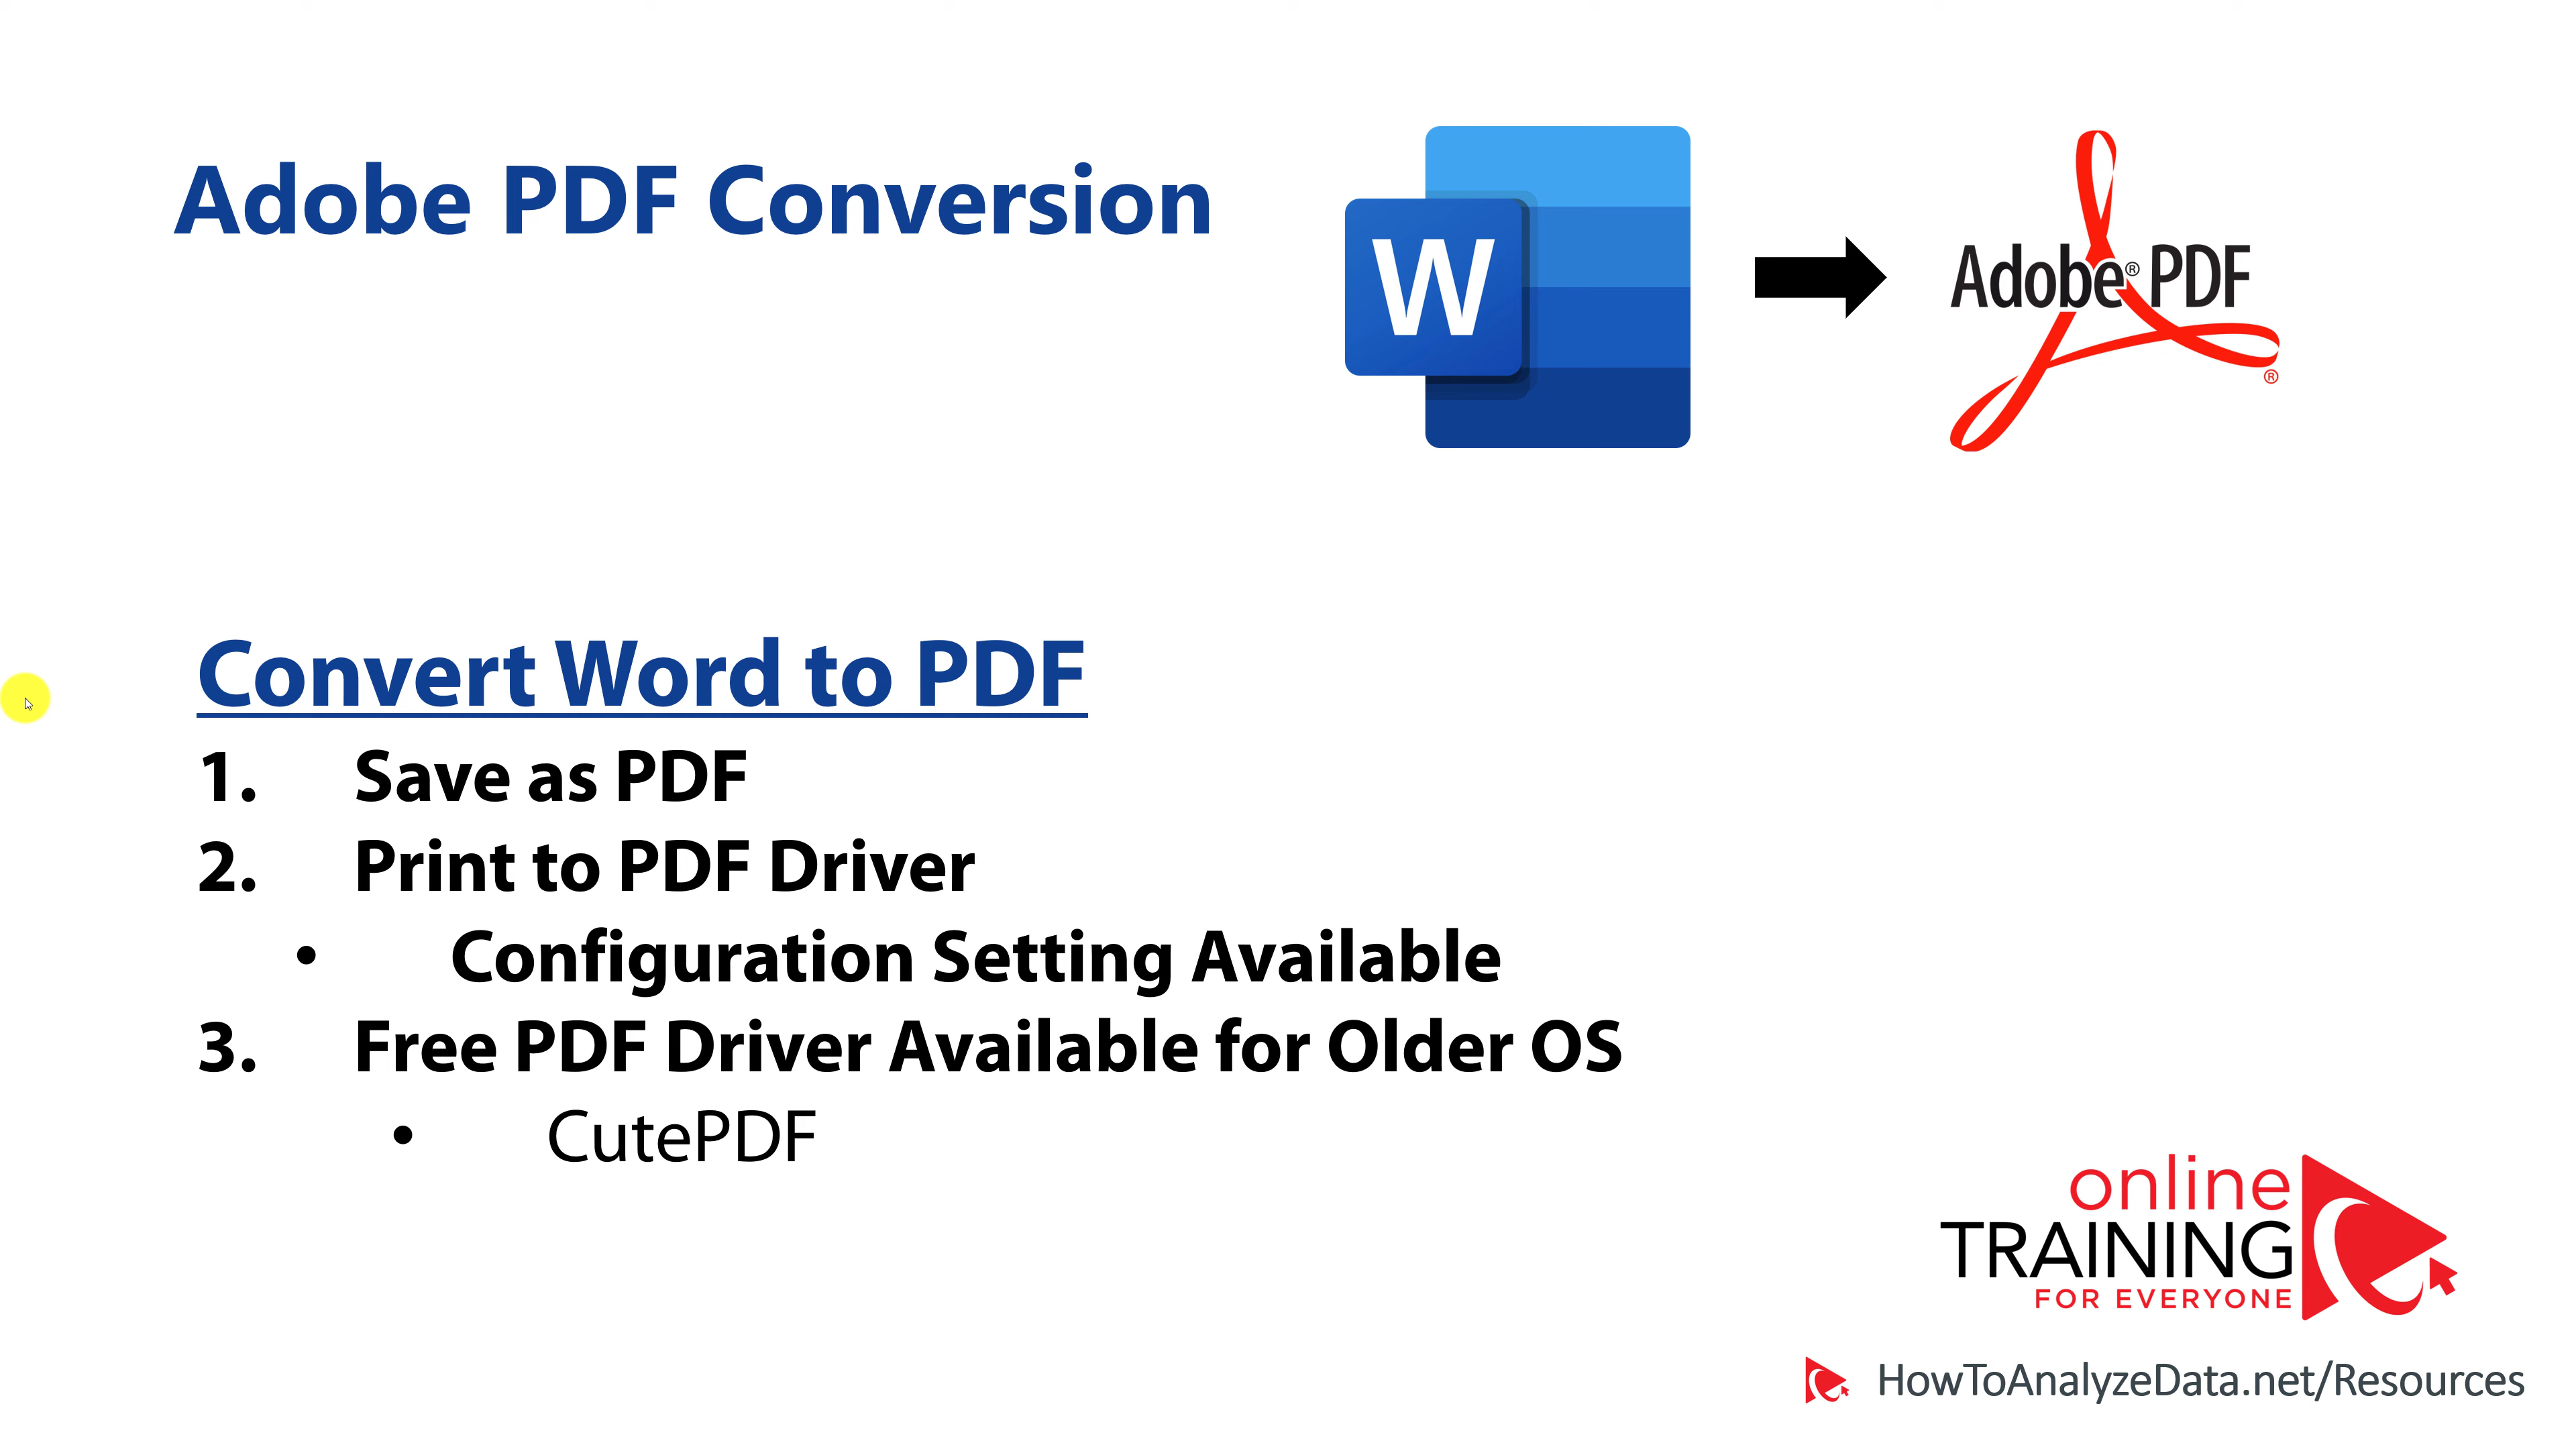 Adobe PDF Conversion
W
Adobe® PDF
®
Convert Word to PDF
1. Save as PDF
2. Print to PDF Driver
• Configuration Setting Available
3. Free PDF Driver Available for Older OS
• CutePDF
online
TRAINING
FOR EVERYONE
HowToAnalyzeData.net/Resources